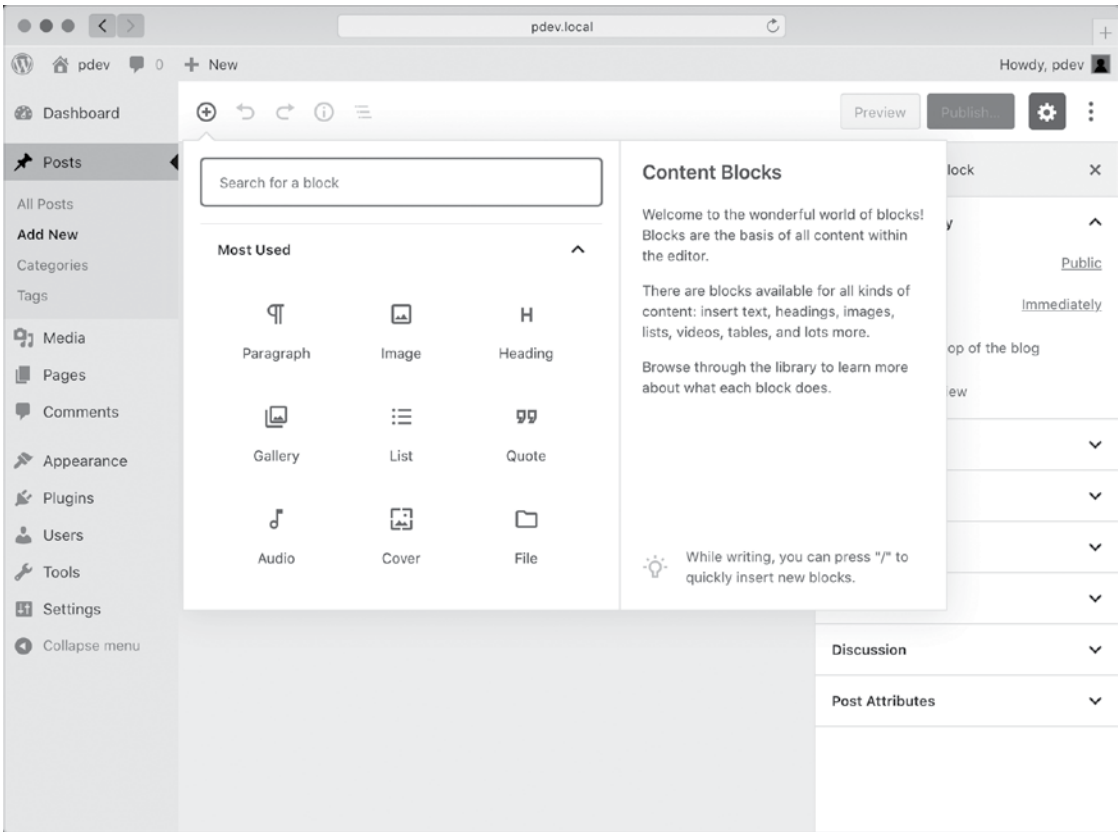 pdev.local
pdev 0 New Howdy, pdev
Dashboard
Posts
All Posts
Add New
Categories
Tags
Media
Pages
Comments
Appearance
Plugins
Users
Tools
Settings
Collapse menu
Preview Publish...
Search for a block
Most Used
Paragraph Image Heading
Gallery List Quote
Audio Cover File
Content Blocks
Welcome to the wonderful world of blocks!
Blocks are the basis of all content within
the editor.
There are blocks available for all kinds of
content: insert text, headings, images,
lists, videos, tables, and lots more.
Browse through the library to learn more
about what each block does.
While writing, you can press "/" to
quickly insert new blocks.
lock
y
Public
Immediately
op of the blog
ew
Discussion
Post Attributes